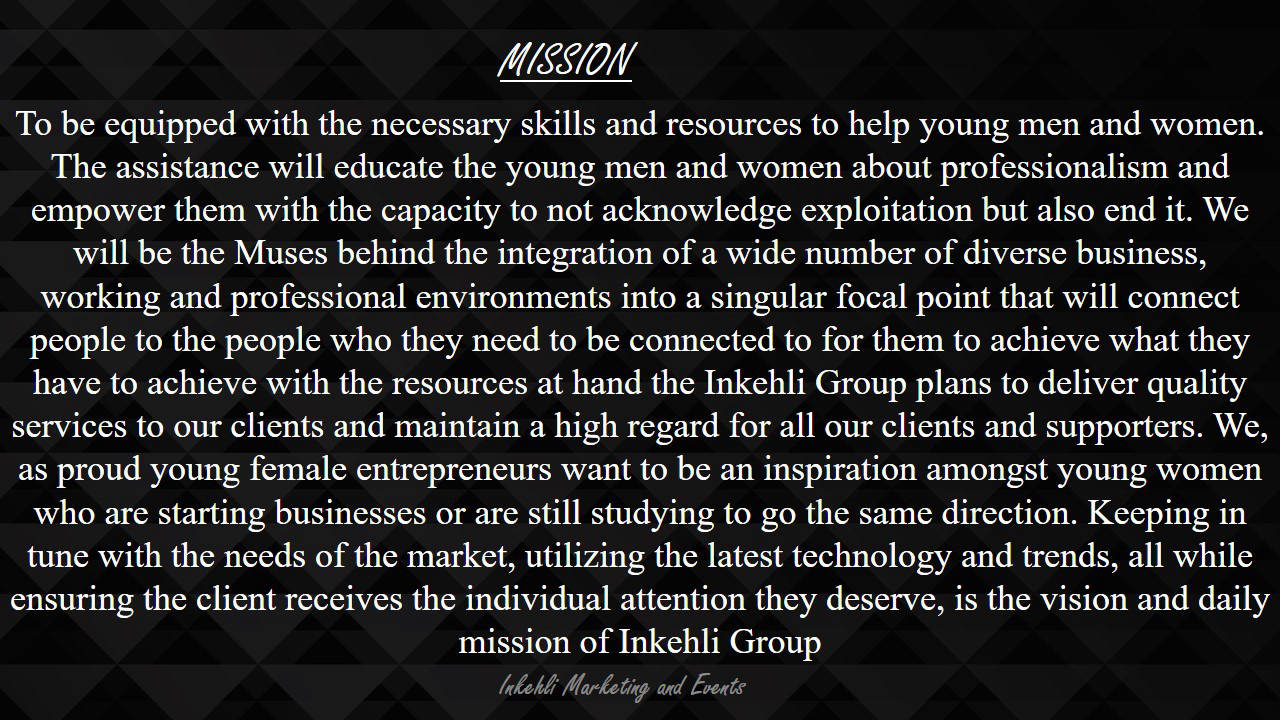 MISSION
To be equipped with the necessary skills and resources to help young men and women.
The assistance will educate the young men and women about professionalism and
empower them with the capacity to not acknowledge exploitation but also end it. We
will be the Muses behind the integration of a wide number of diverse business,
working and professional environments into a singular focal point that will connect
people to the people who they need to be connected to for them to achieve what they
have to achieve with the resources at hand the Inkehli Group plans to deliver quality
services to our clients and maintain a high regard for all our clients and supporters. We,
as proud young female entrepreneurs want to be an inspiration amongst young women
who are starting businesses or are still studying to go the same direction. Keeping in
tune with the needs of the market, utilizing the latest technology and trends, all while
ensuring the client receives the individual attention they deserve, is the vision and daily
mission of Inkehli Group
Inkehli Marketing and Events